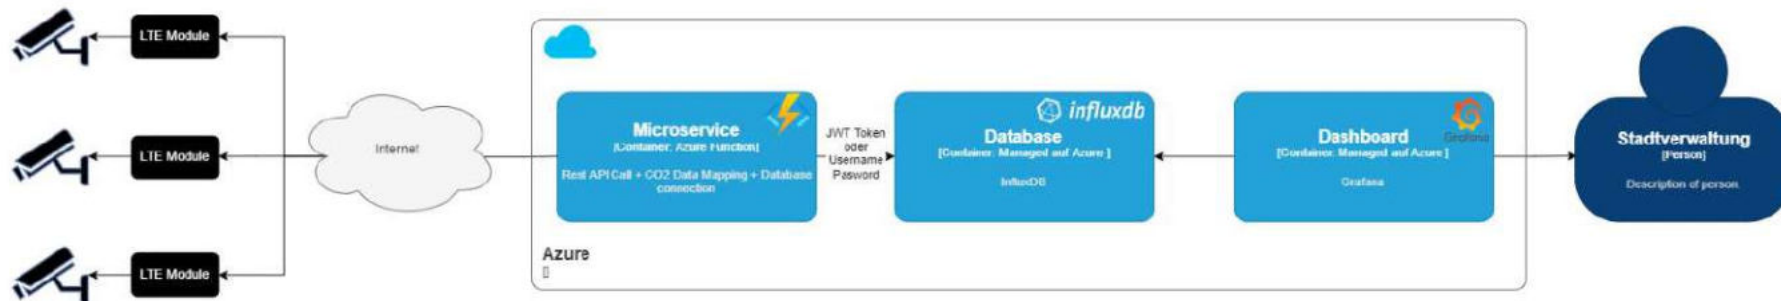 LTE Module
LTE Module
LTE Module
Internet
Microservice
[Container: Azure Function]
Rest API Call + CO2 Data Mapping + Database
connection
JWT Token
oder
Username
Pasword
influxdb
Database
[Container: Managed auf Azure ]
InfluxDB
Grafana
Dashboard
[Container: Managed auf Azure ]
Grafana
Stadtverwaltung
[Person]
Description of person.
Azure